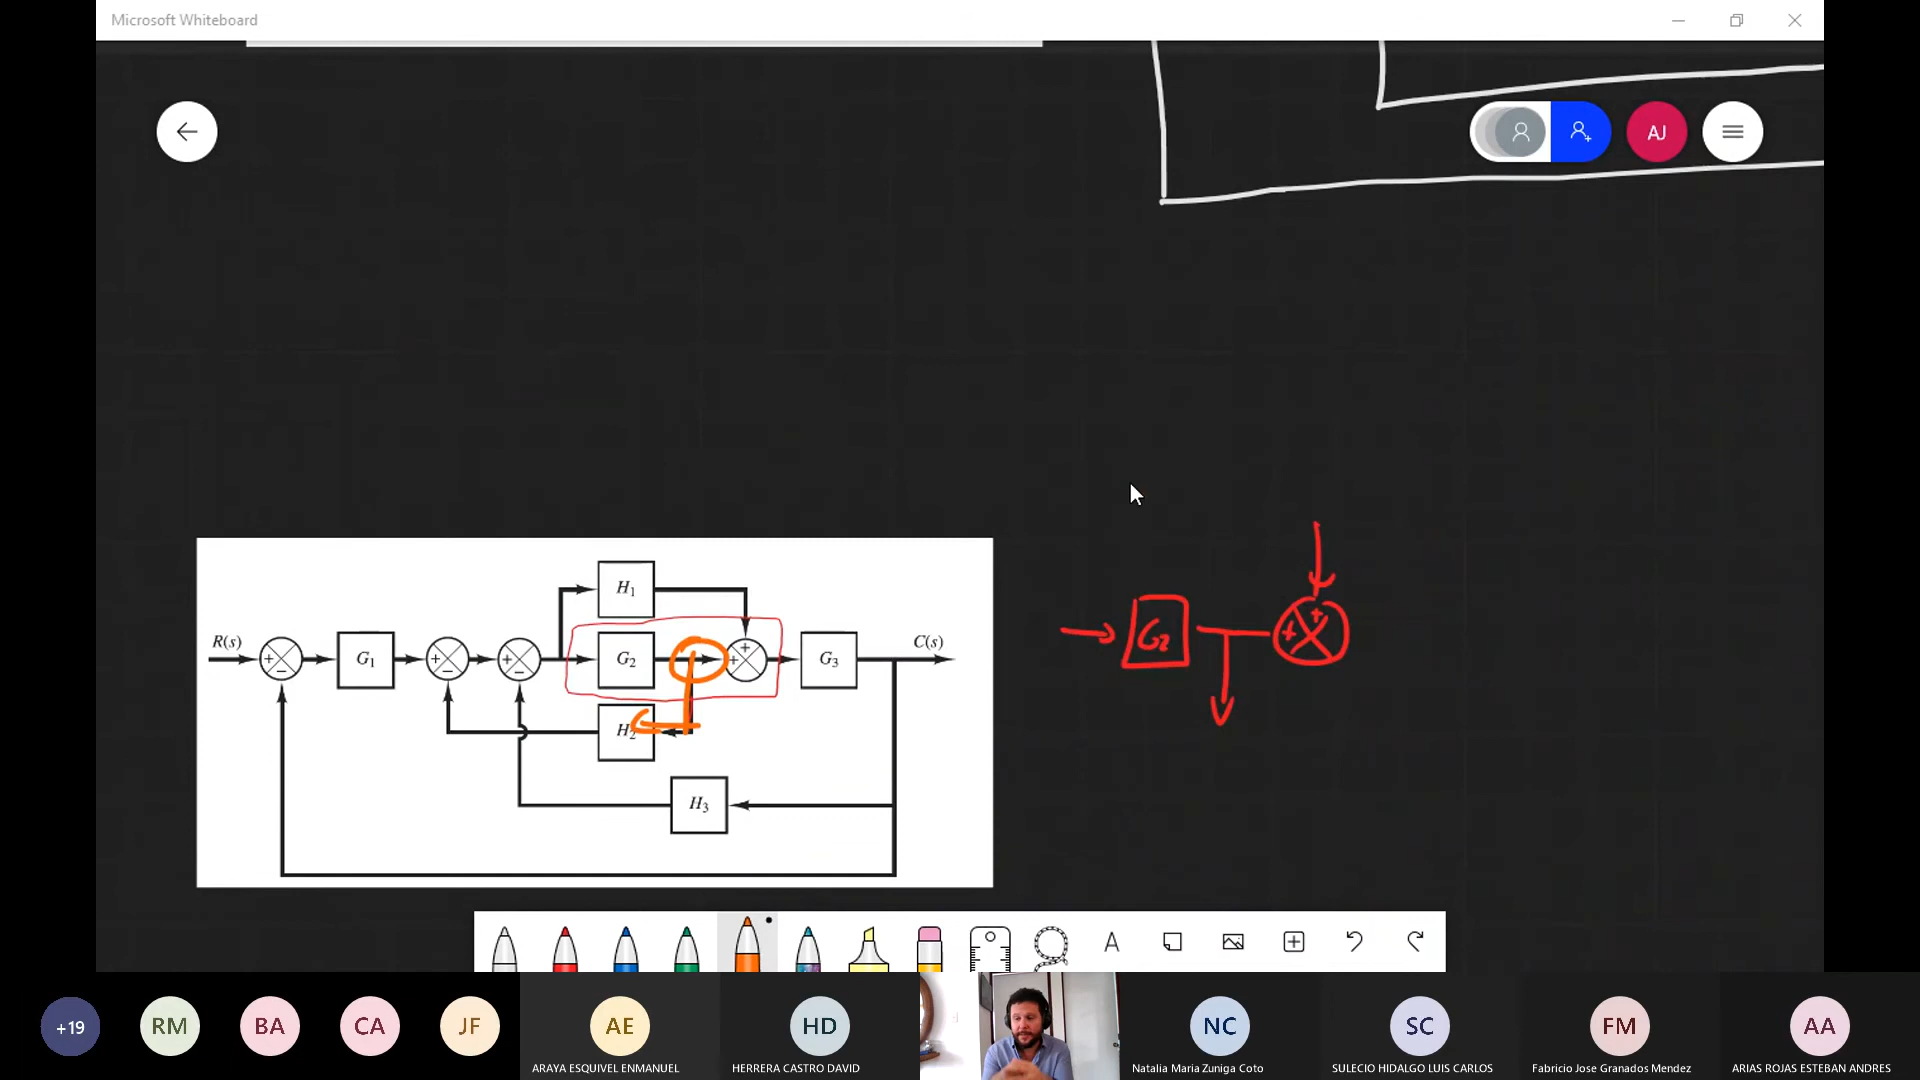 Microsoft Whiteboard
AJ
H1
R(s)
+
−
G1
+
−
+
−
G2
+
+
G3
C(s)
H2
H3
G2
+
+
A
+19
RM
BA
CA
JF
AE
ARAYA ESQUIVEL ENMANUEL
HD
HERRERA CASTRO DAVID
NC
Natalia Maria Zuniga Coto
SC
SULECIO HIDALGO LUIS CARLOS
FM
Fabricio Jose Granados Mendez
AA
ARIAS ROJAS ESTEBAN ANDRES